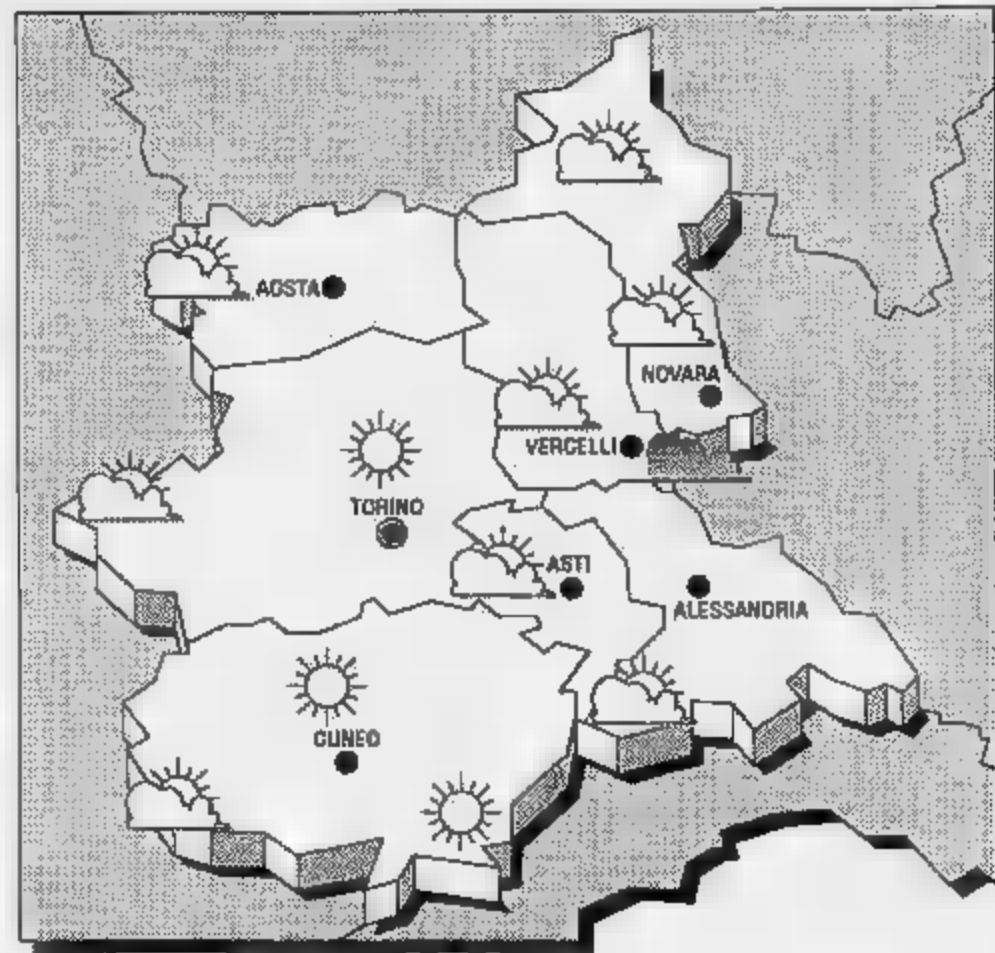 AOSTA
NOVARA
VERCELLI
TORINO
ASTI
ALESSANDRIA
CUNEO